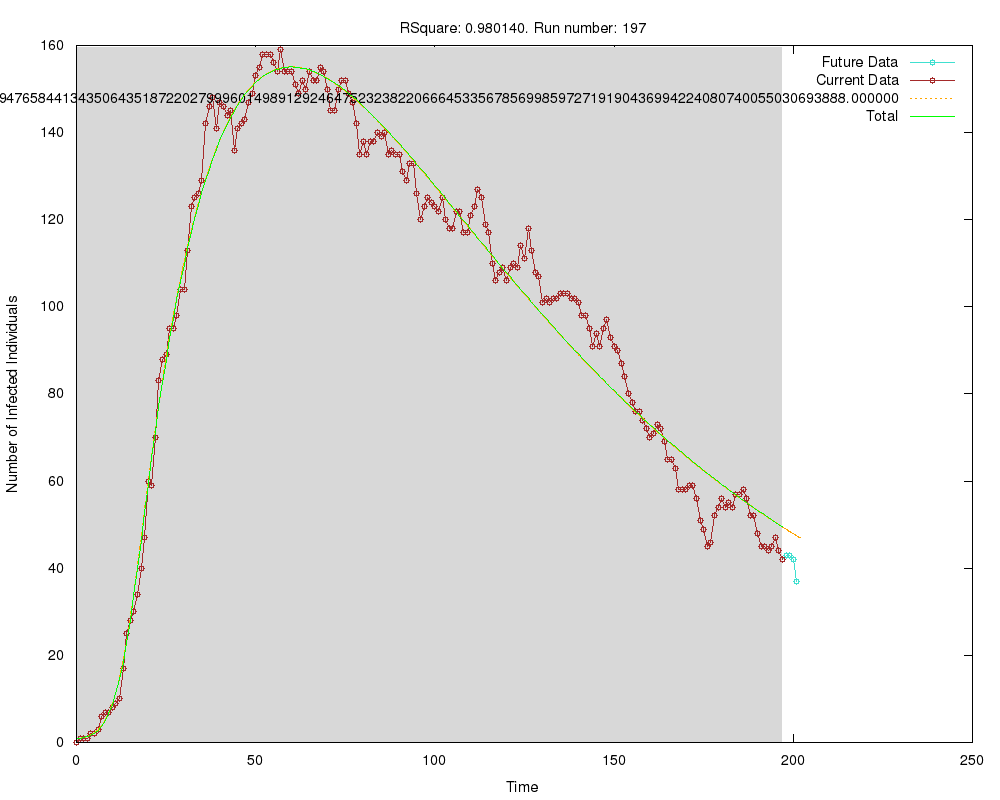 RSquare: 0.980140. Run number: 197
Future Data
Current Data
Total
160
140
120
100
80
60
40
20
0
Number of Infected Individuals
0
50
100
150
200
250
Time